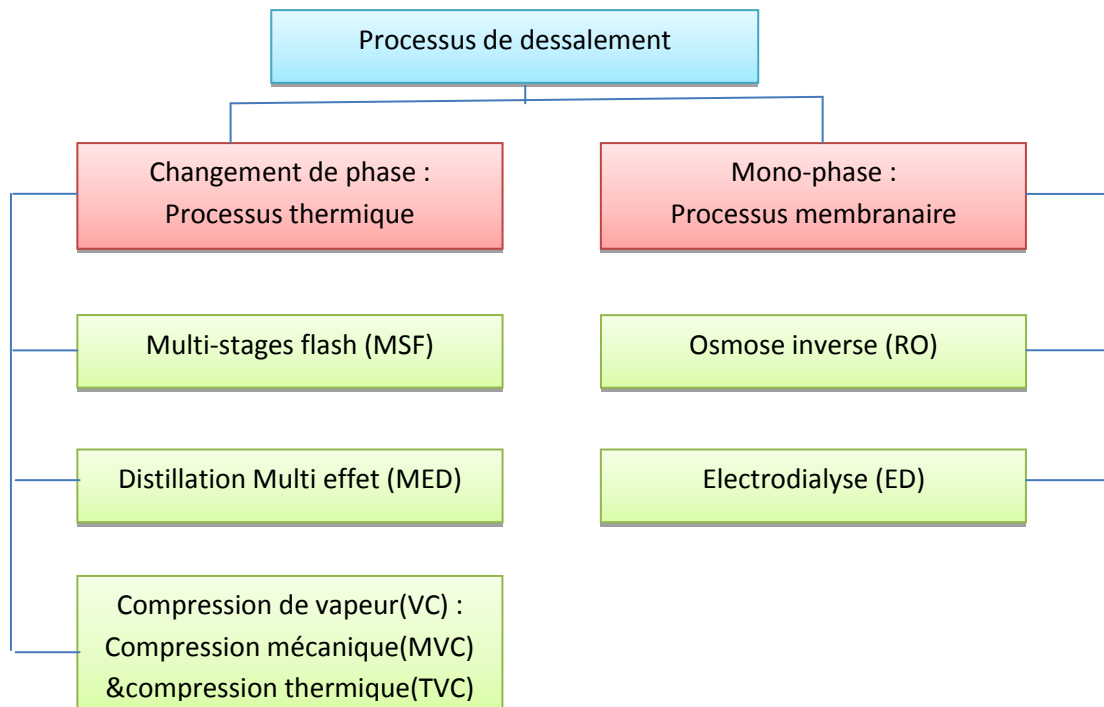 Processus de dessalement
Changement de phase :
Processus thermique
Multi-stages flash (MSF)
Distillation Multi effet (MED)
Compression de vapeur(VC) :
Compression mécanique(MVC)
&compression thermique(TVC)
Mono-phase :
Processus membranaire
Osmose inverse (RO)
Electrodialyse (ED)